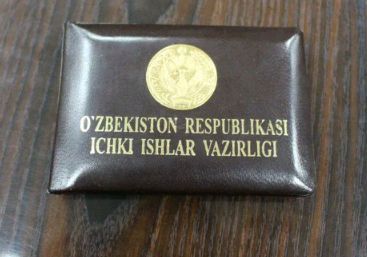 O'ZBEKISTON RESPUBLIKASI
ICHKI ISHLAR VAZIRLIGI